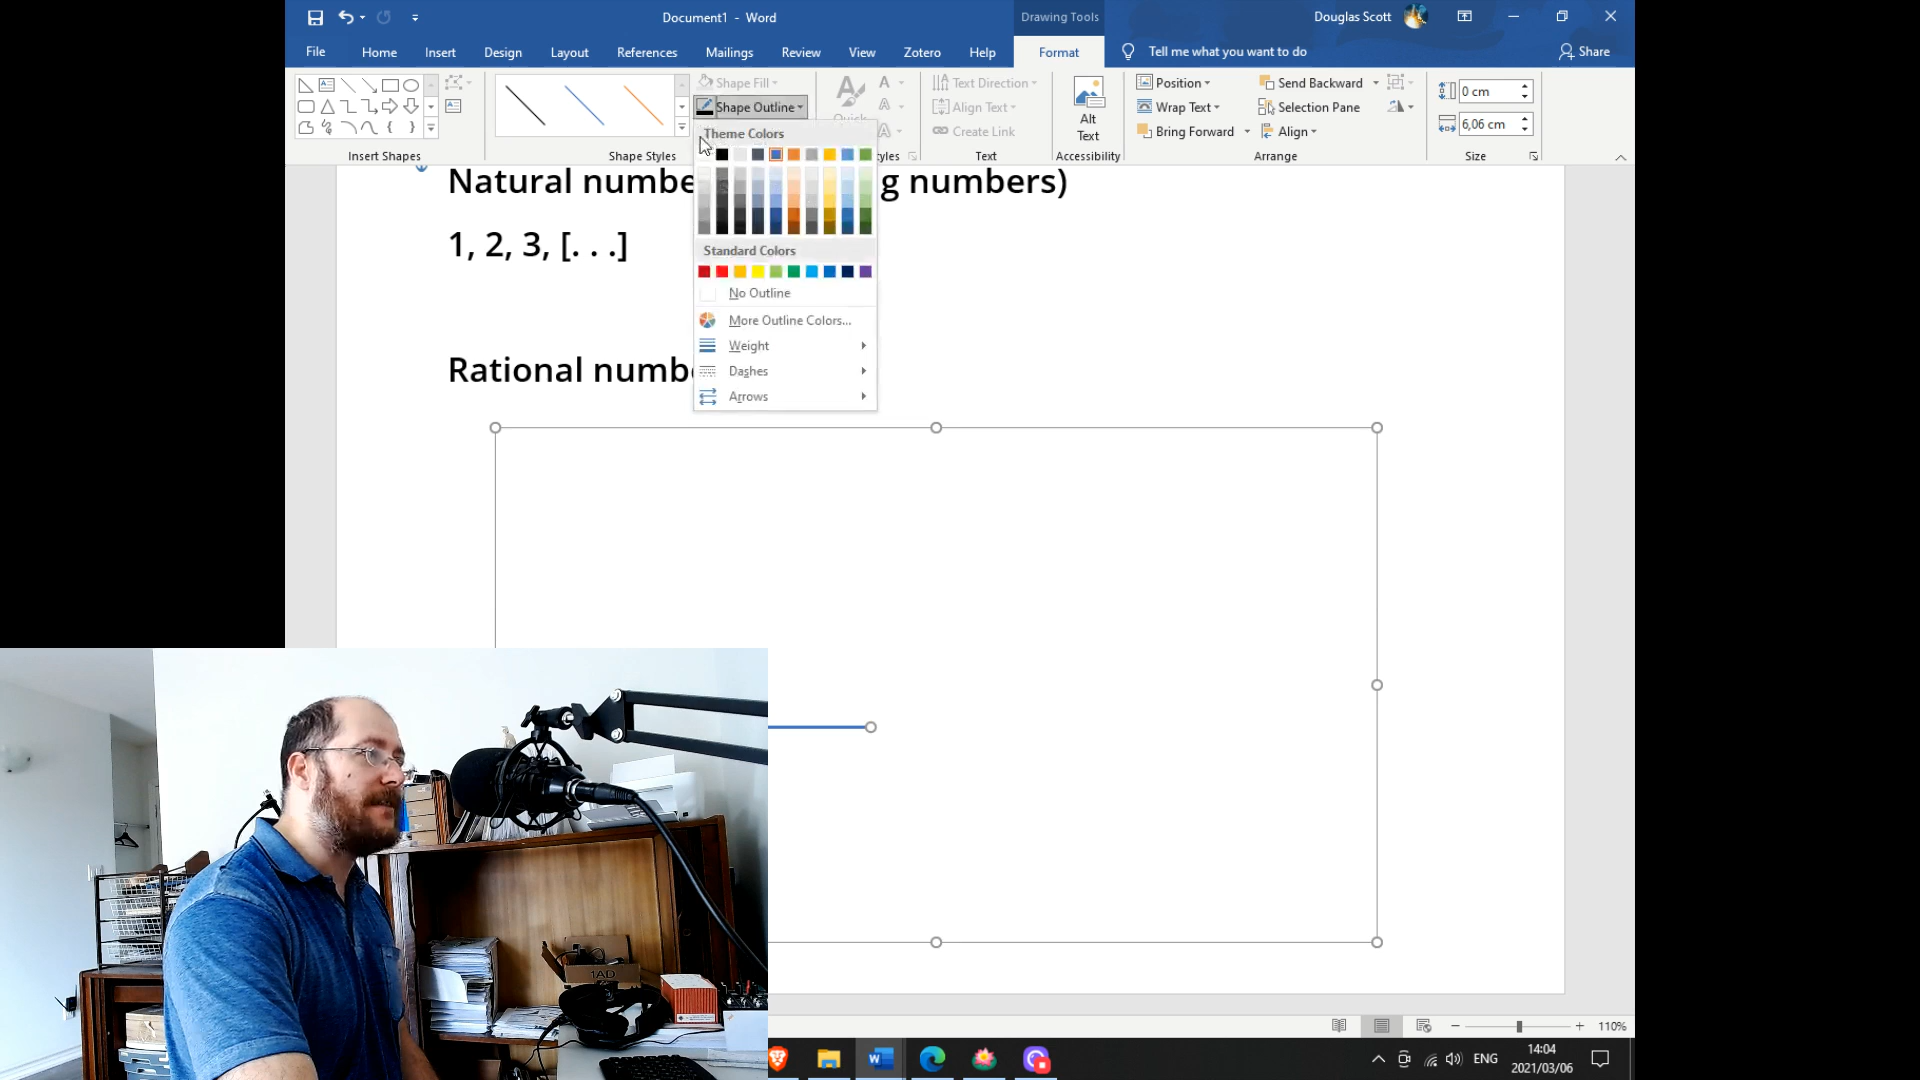 Document1 - Word
Drawing Tools
Douglas Scott
File Home Insert Design Layout References Mailings Review View Zotero Help Format Tell me what you want to do Share
Shape Fill
Shape Outline
Text Direction
Align Text
Create Link
Alt
Text
Position
Wrap Text
Bring Forward
Send Backward
Selection Pane
Align
0 cm
6,06 cm
Insert Shapes
Shape Styles
Text
Accessibility
Arrange
Size
Theme Colors
Standard Colors
No Outline
More Outline Colors...
Weight
Dashes
Arrows
Natural g numbers)
1, 2, 3, [. . .]
Rational
1AD
110%
ENG
14:04
2021/03/06